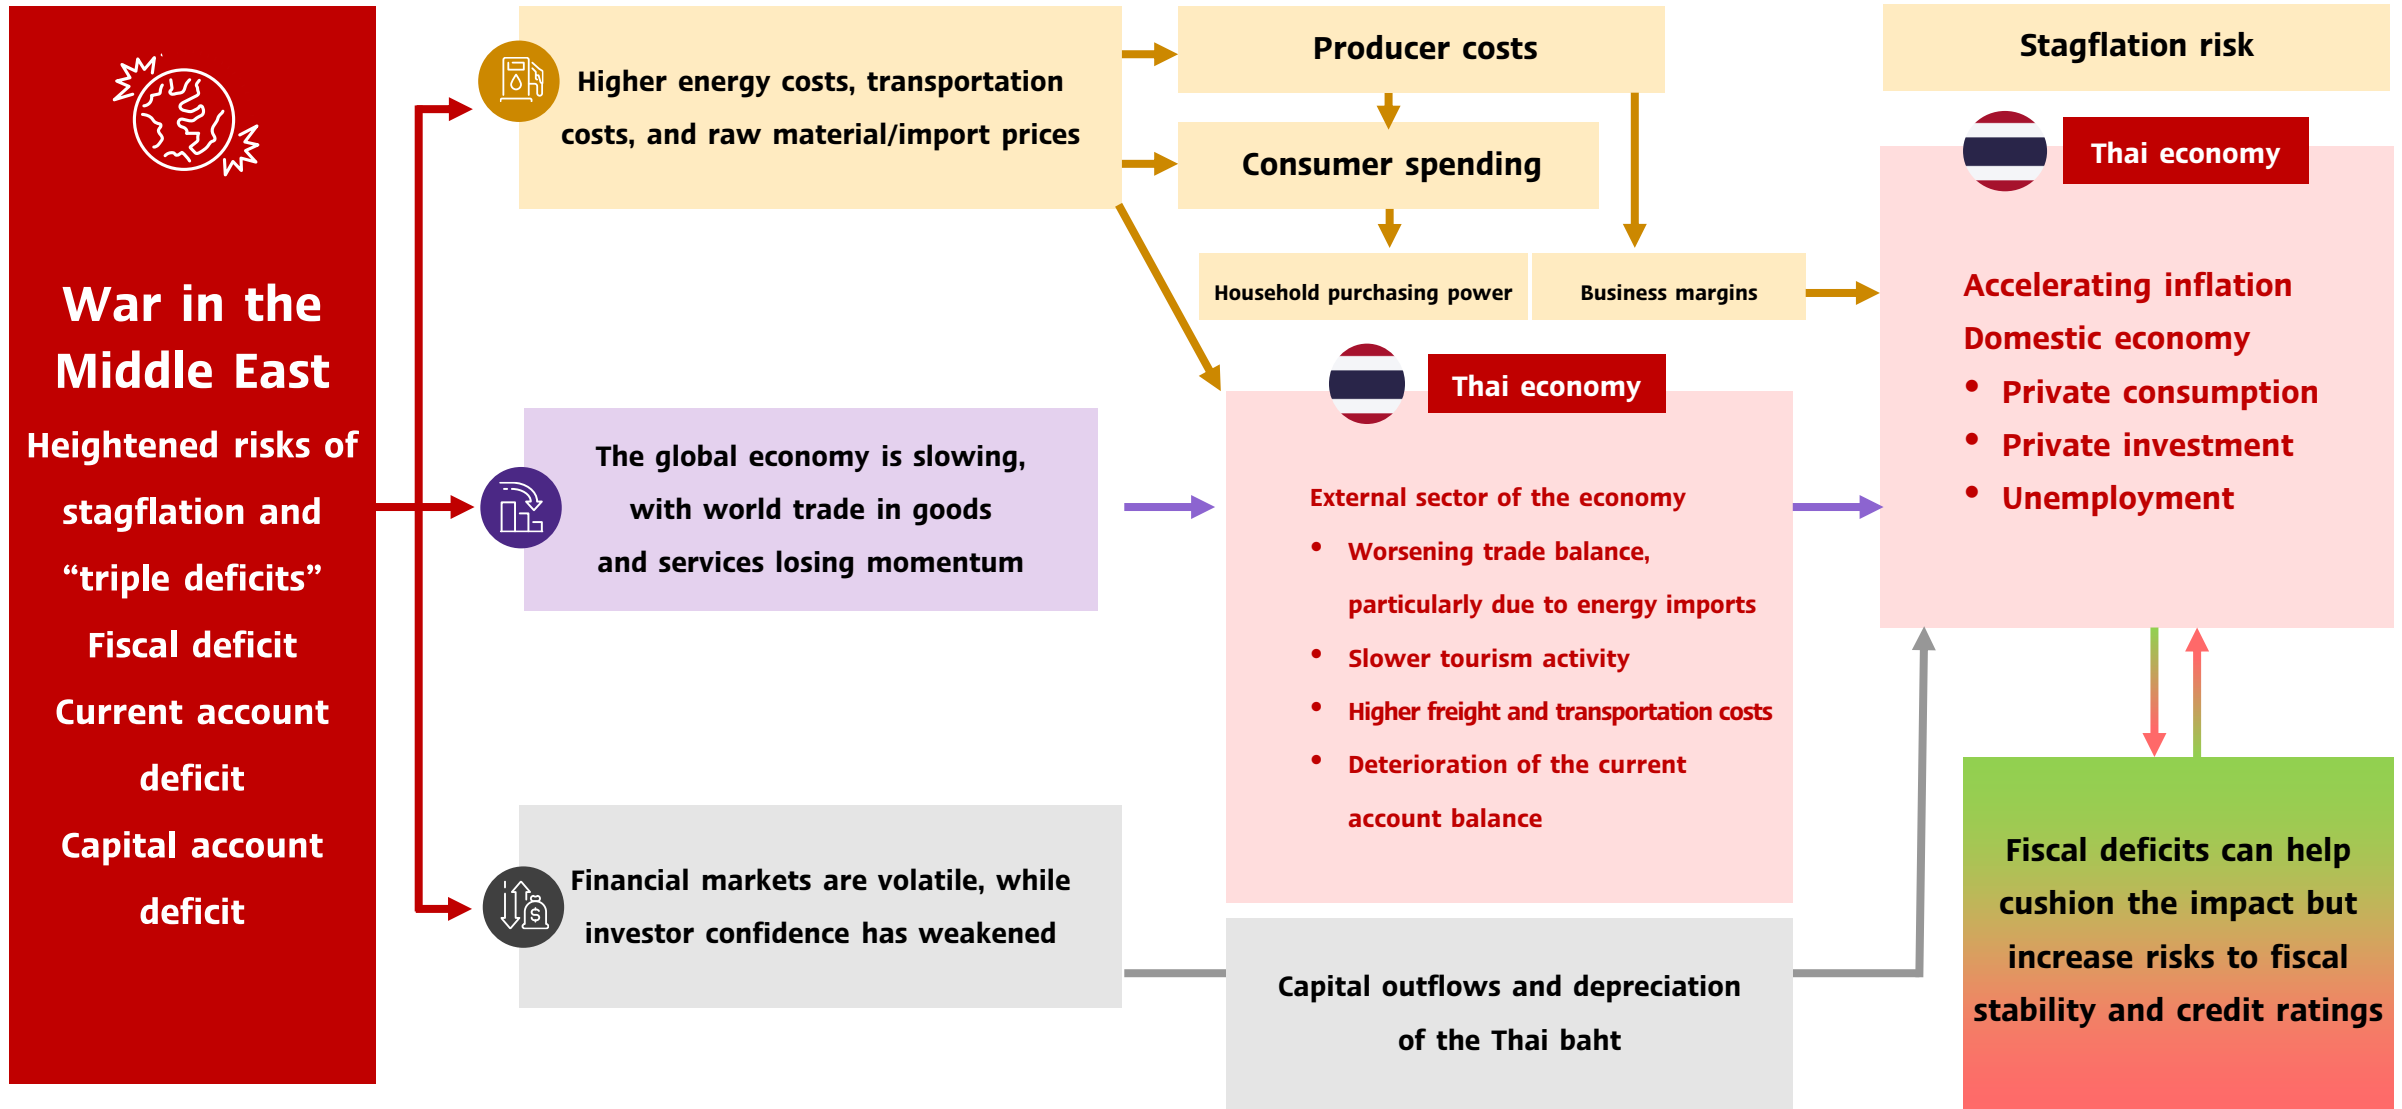 War in the
Middle East
Heightened risks of
stagflation and
“triple deficits”
Fiscal deficit
Current account
deficit
Capital account
deficit
Higher energy costs, transportation
costs, and raw material/import prices
The global economy is slowing,
with world trade in goods
and services losing momentum
Financial markets are volatile, while
investor confidence has weakened
Producer costs
Consumer spending
Household purchasing power
Business margins
Thai economy
External sector of the economy
• Worsening trade balance,
particularly due to energy imports
• Slower tourism activity
• Higher freight and transportation costs
• Deterioration of the current
account balance
Capital outflows and depreciation
of the Thai baht
Stagflation risk
Thai economy
Accelerating inflation
Domestic economy
• Private consumption
• Private investment
• Unemployment
Fiscal deficits can help
cushion the impact but
increase risks to fiscal
stability and credit ratings